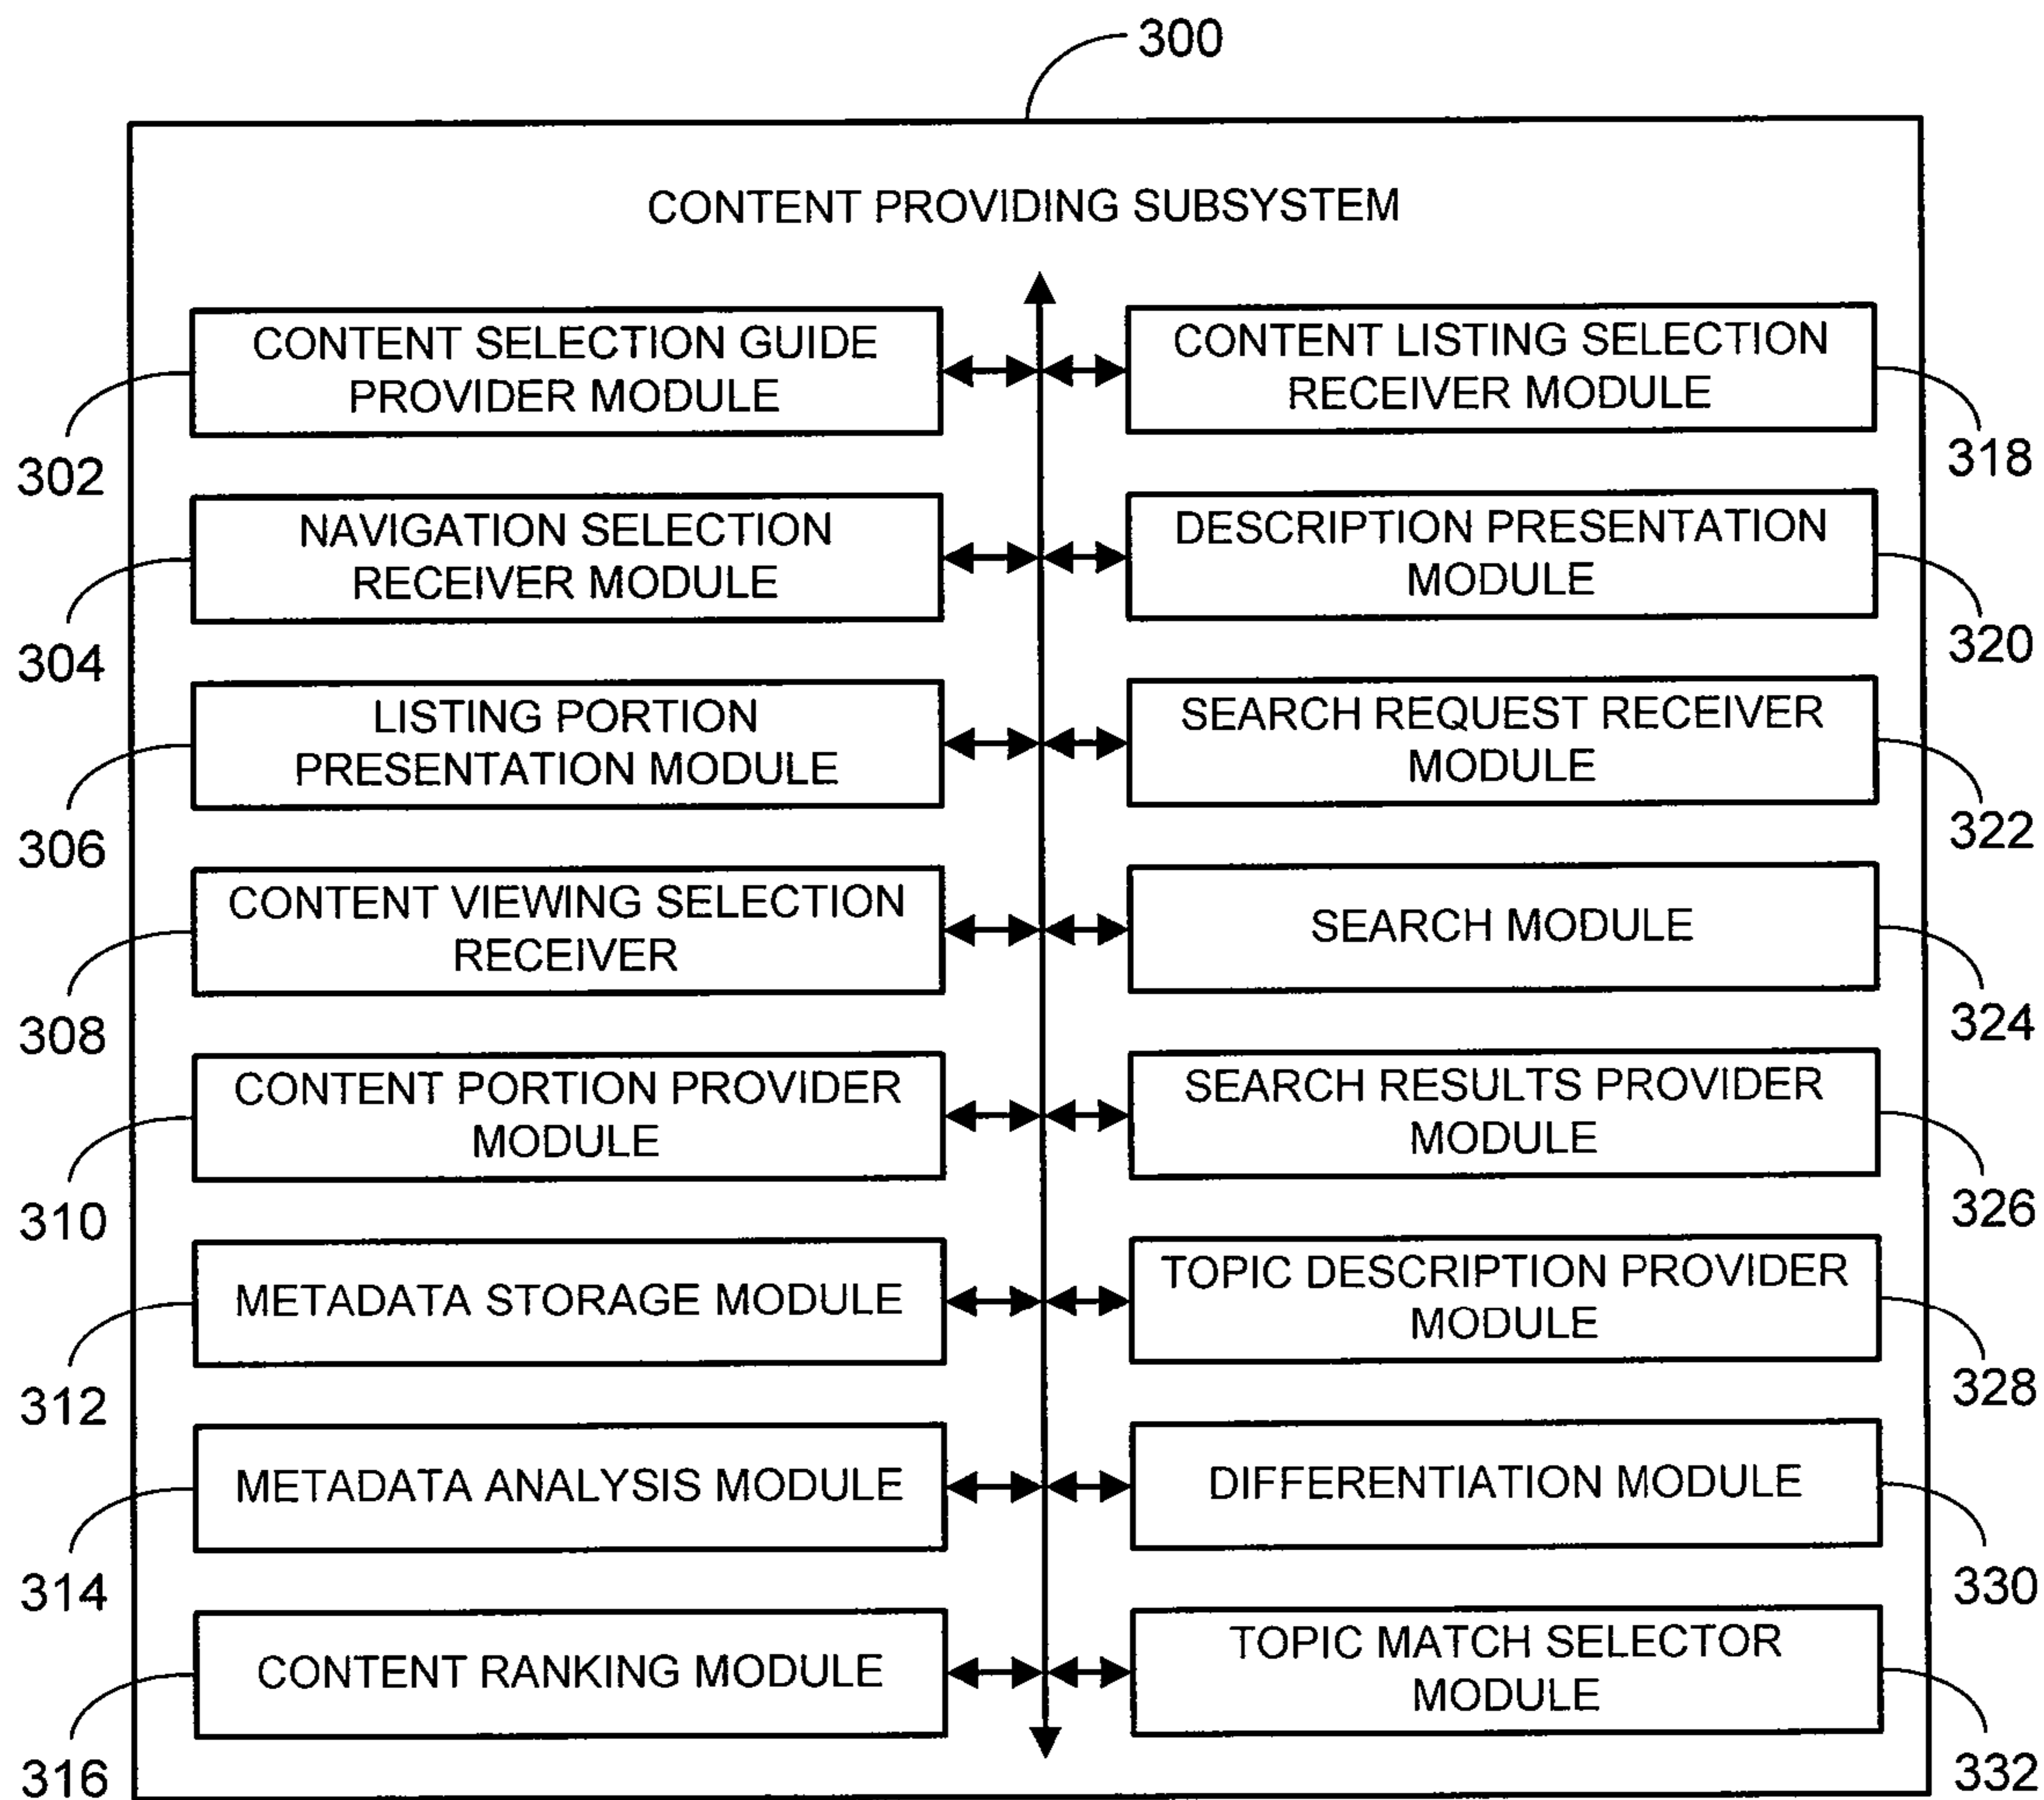 300
CONTENT PROVIDING SUBSYSTEM
CONTENT SELECTION GUIDE
PROVIDER MODULE
302
NAVIGATION SELECTION
RECEIVER MODULE
304
LISTING PORTION
PRESENTATION MODULE
306
CONTENT VIEWING SELECTION
RECEIVER
308
CONTENT PORTION PROVIDER
MODULE
310
METADATA STORAGE MODULE
312
METADATA ANALYSIS MODULE
314
CONTENT RANKING MODULE
316
CONTENT LISTING SELECTION
RECEIVER MODULE
318
DESCRIPTION PRESENTATION
MODULE
320
SEARCH REQUEST RECEIVER
MODULE
322
SEARCH MODULE
324
SEARCH RESULTS PROVIDER
MODULE
326
TOPIC DESCRIPTION PROVIDER
MODULE
328
DIFFERENTIATION MODULE
330
TOPIC MATCH SELECTOR
MODULE
332